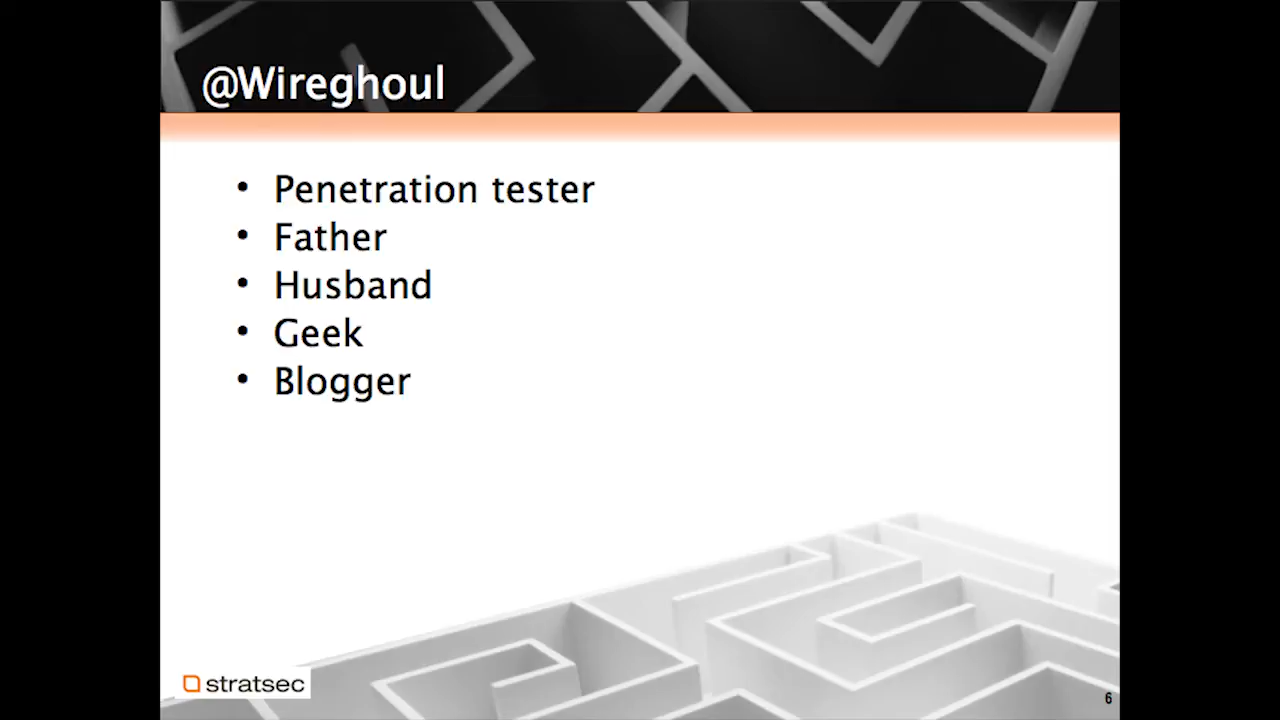 @Wireghoul
• Penetration tester
• Father
• Husband
• Geek
• Blogger
stratsec
6